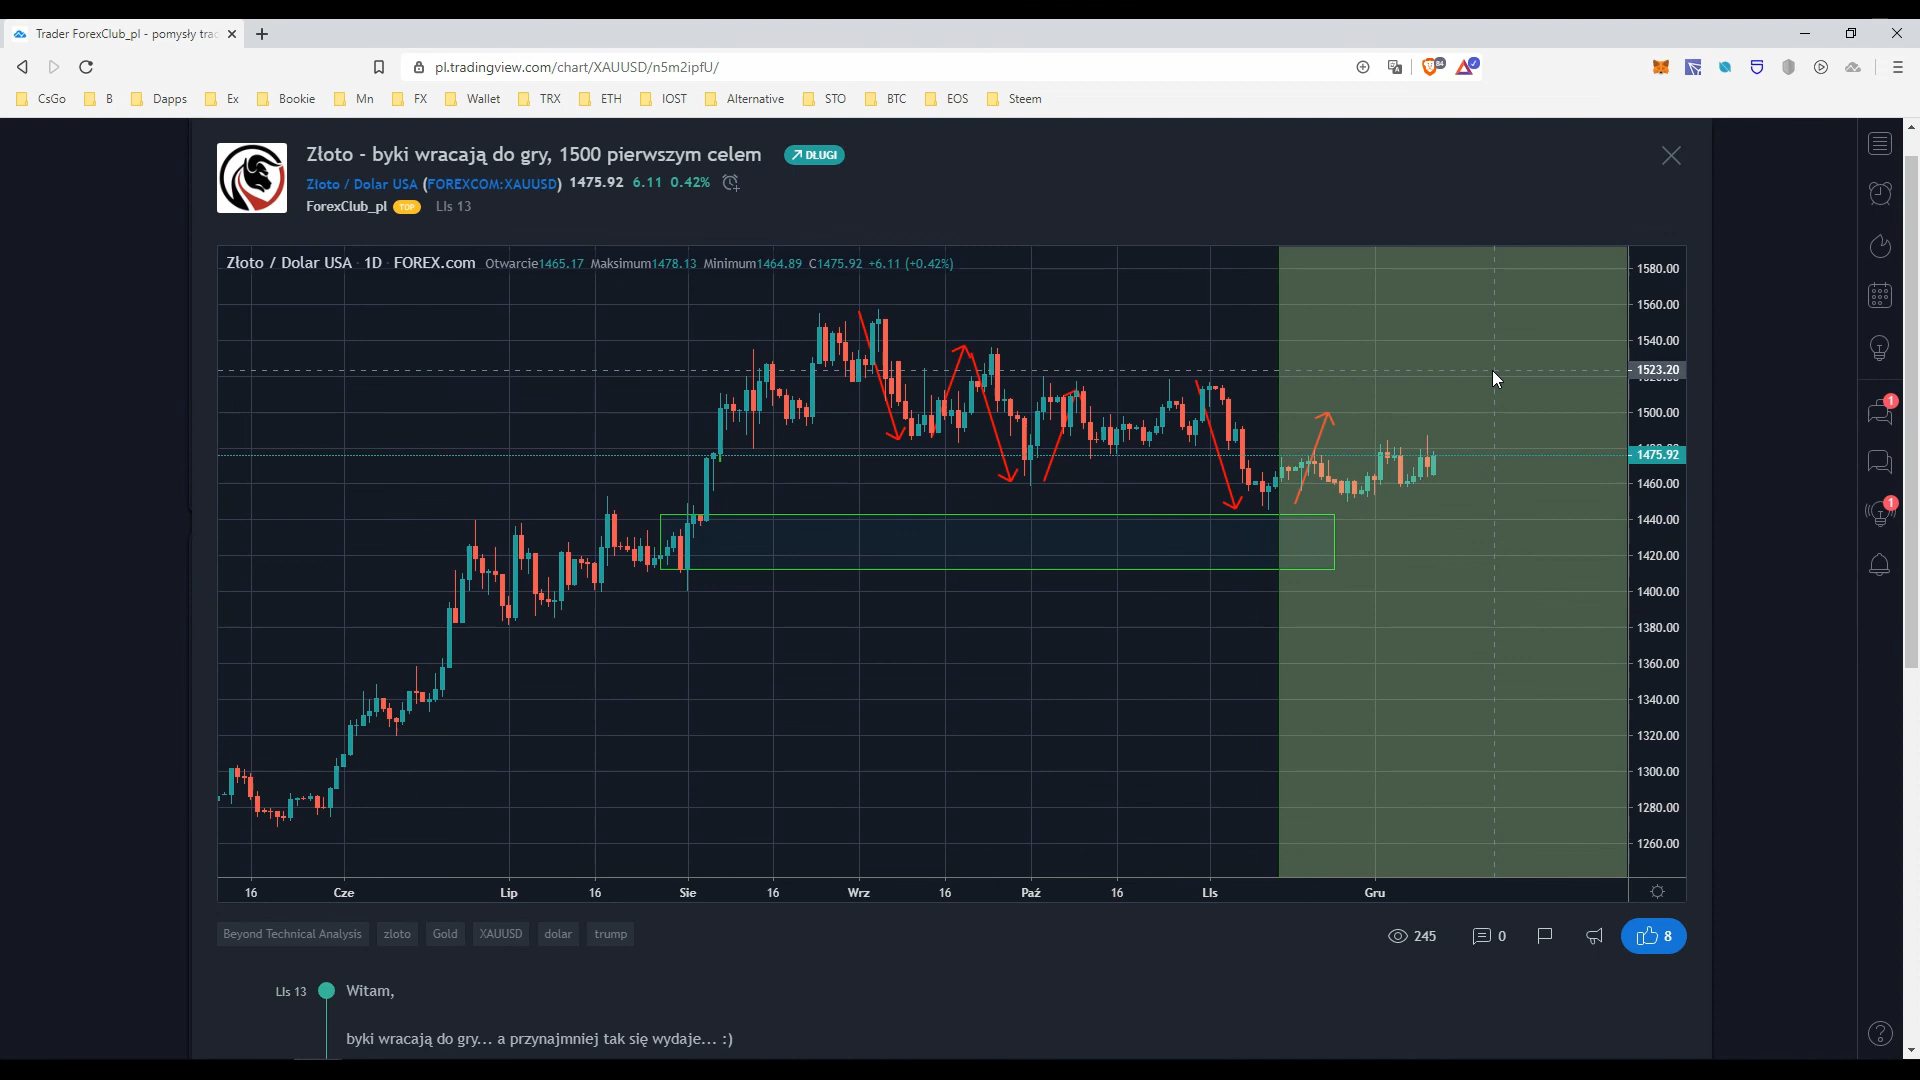 Trader ForexClub_pl - pomysły trac
pl.tradingview.com/chart/XAUUSD/n5m2ipfU/
84
CsGo B Dapps Ex Bookie Mn FX Wallet TRX ETH IOST Alternative STO BTC EOS Steem
Złoto - byki wracają do gry, 1500 pierwszym celem DŁUGI
Złoto / Dolar USA (FOREXCOM:XAUUSD) 1475.92 6.11 0.42%
ForexClub_pl TOP Lis 13
Złoto / Dolar USA · 1D · FOREX.com Otwarcie1465.17 Maksimum1478.13 Minimum1464.89 C1475.92 +6.11 (+0.42%)
1580.00
1560.00
1540.00
1523.20
1500.00
1480.00
1475.92
1460.00
1440.00
1420.00
1400.00
1380.00
1360.00
1340.00
1320.00
1300.00
1280.00
1260.00
16 Cze Lip 16 Sie 16 Wrz 16 Paź 16 Lis Gru
Beyond Technical Analysis zloto Gold XAUUSD dolar trump
245 0 8
1
1
Lis 13 Witam,
byki wracają do gry... a przynajmniej tak się wydaje... :)